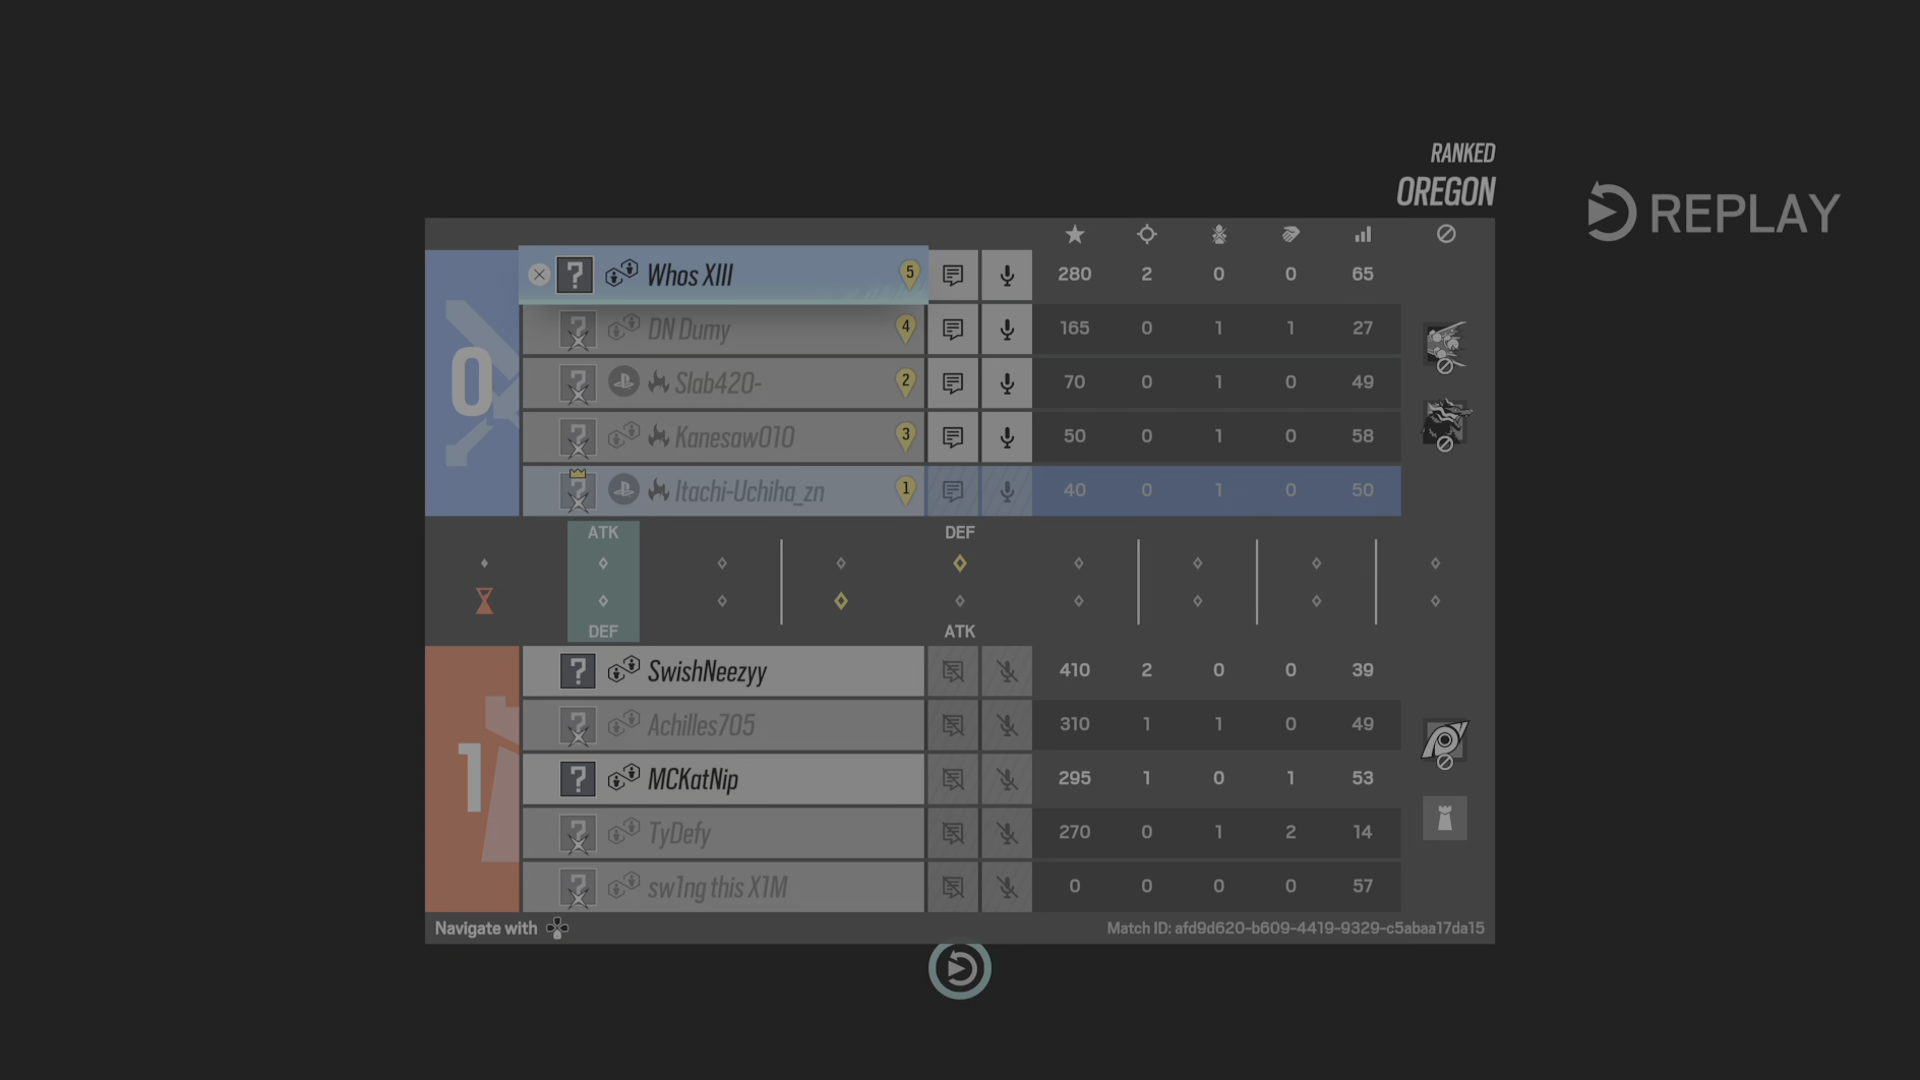 RANKED
OREGON
REPLAY
0
? Whos XIII 5 280 2 0 0 65
? DN Dumy 4 165 0 1 1 27
? Slab420- 2 70 0 1 0 49
? Kanesaw010 3 50 0 1 0 58
? Itachi-Uchiha_zn 1 40 0 1 0 50
ATK DEF
DEF ATK
1
? SwishNeezyy 410 2 0 0 39
? Achilles705 310 1 1 0 49
? MCKatNip 295 1 0 1 53
? TyDefy 270 0 1 2 14
? sw1ng this X1M 0 0 0 0 57
Navigate with
Match ID: afd9d620-b609-4419-9329-c5abaa17da15